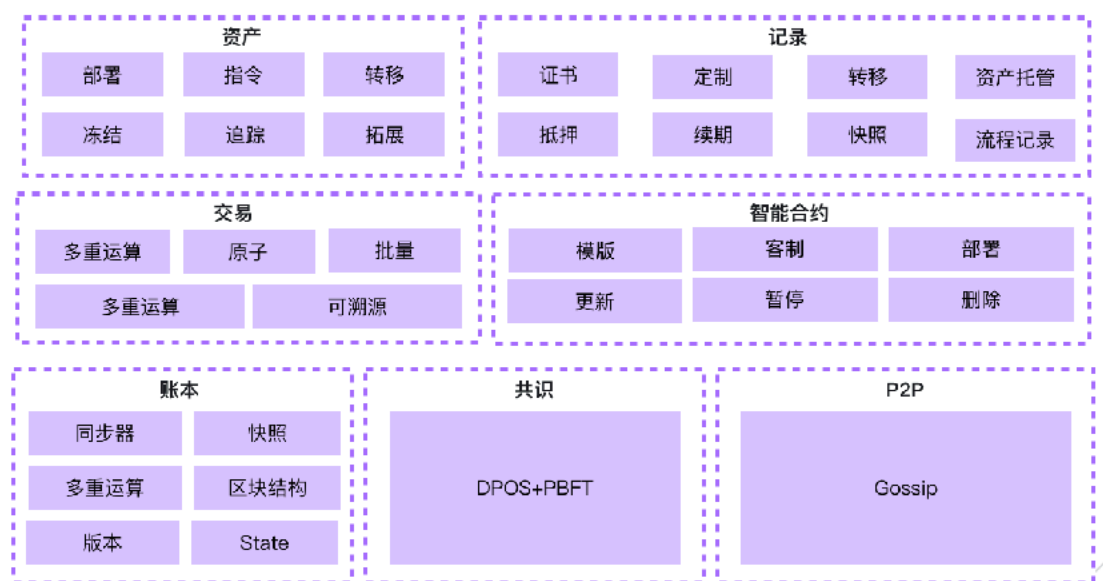 资产
部署 指令 转移
冻结 追踪 拓展
记录
证书 定制 转移 资产托管
抵押 续期 快照 流程记录
交易
多重运算 原子 批量
多重运算 可溯源
智能合约
模版 客制 部署
更新 暂停 删除
账本
同步器 快照
多重运算 区块结构
版本 State
共识
DPOS+PBFT
P2P
Gossip